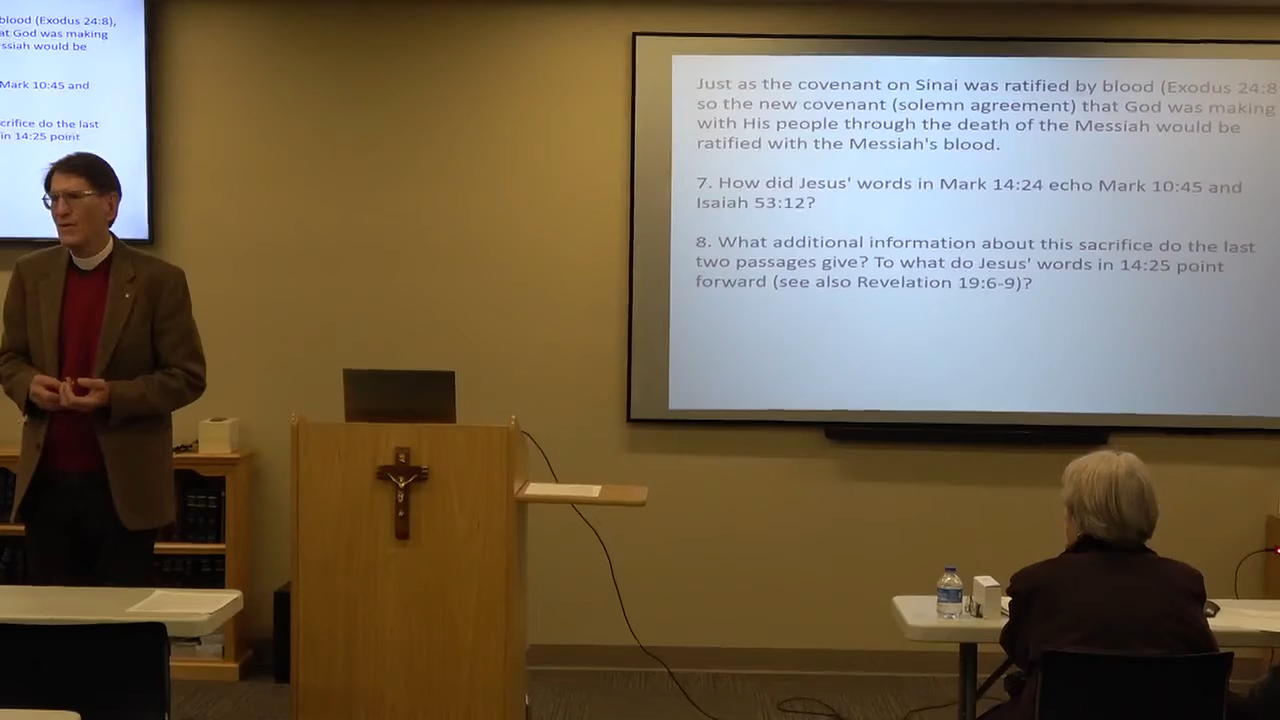 blood (Exodus 24:8),
at God was making
ssiah would be
Mark 10:45 and
crifice do the last
in 14:25 point
Just as the covenant on Sinai was ratified by blood (Exodus 24:8
so the new covenant (solemn agreement) that God was making
with His people through the death of the Messiah would be
ratified with the Messiah's blood.
7. How did Jesus' words in Mark 14:24 echo Mark 10:45 and
Isaiah 53:12?
8. What additional information about this sacrifice do the last
two passages give? To what do Jesus' words in 14:25 point
forward (see also Revelation 19:6-9)?